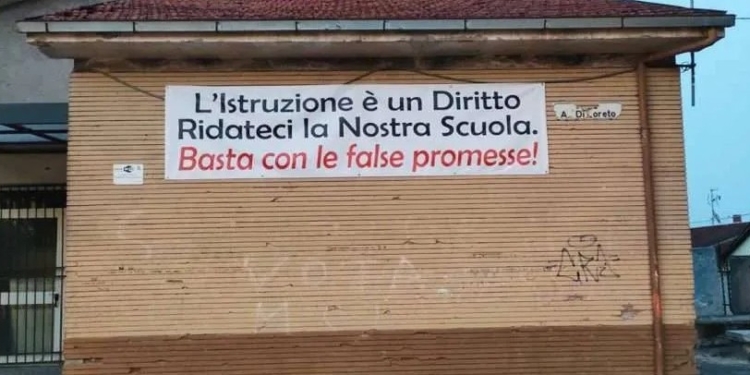 L'Istruzione è un Diritto
Ridateci la Nostra Scuola.
Basta con le false promesse!
A. Di Loreto